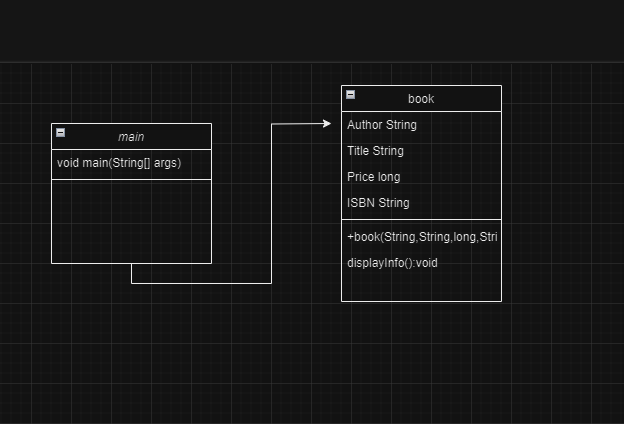 main
void main(String[] args)
book
Author String
Title String
Price long
ISBN String
+book(String,String,long,Stri
displayInfo():void